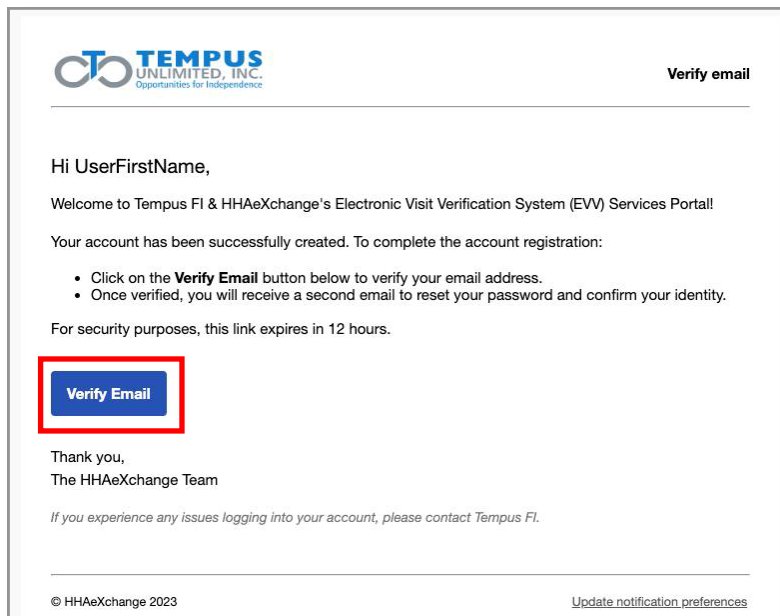 TEMPUS
UNLIMITED, INC.
Opportunities for Independence
Verify email
Hi UserFirstName,
Welcome to Tempus FI & HHAeXchange's Electronic Visit Verification System (EVV) Services Portal!
Your account has been successfully created. To complete the account registration:
• Click on the Verify Email button below to verify your email address.
• Once verified, you will receive a second email to reset your password and confirm your identity.
For security purposes, this link expires in 12 hours.
Verify Email
Thank you,
The HHAeXchange Team
If you experience any issues logging into your account, please contact Tempus FI.
© HHAeXchange 2023
Update notification preferences